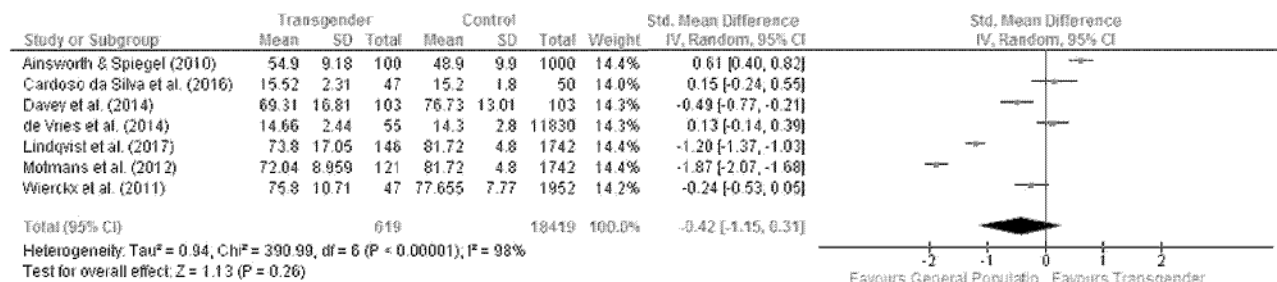 Transgender Control Std. Mean Difference Std. Mean Difference
Study or Subgroup Mean SD Total Mean SD Total Weight IV, Random, 95% CI IV, Random, 95% CI
Ainsworth & Spiegel (2010) 54.9 9.18 100 48.9 9.9 1000 14.4% 0.61 [0.40, 0.82]
Cardoso da Silva et al. (2016) 15.52 2.31 47 15.2 1.8 50 14.0% 0.15 [-0.24, 0.55]
Davey et al. (2014) 69.31 16.81 103 76.73 13.01 103 14.3% -0.49 [-0.77, -0.21]
de Vries et al. (2014) 14.66 2.44 55 14.3 2.8 11830 14.3% 0.13 [-0.14, 0.39]
Lindqvist et al. (2017) 73.8 17.05 146 81.72 4.8 1742 14.4% -1.20 [-1.37, -1.03]
Motmans et al. (2012) 72.04 8.959 121 81.72 4.8 1742 14.4% -1.87 [-2.07, -1.68]
Wierckx et al. (2011) 75.8 10.71 47 77.655 7.77 1952 14.2% -0.24 [-0.53, 0.05]
Total (95% CI) 619 18419 100.0% -0.42 [-1.15, 0.31]
Heterogeneity: Tau² = 0.94; Chi² = 390.99, df = 6 (P < 0.00001); I² = 98%
Test for overall effect: Z = 1.13 (P = 0.26)
-2 -1 0 1 2
Favours General Populatio Favours Transgender